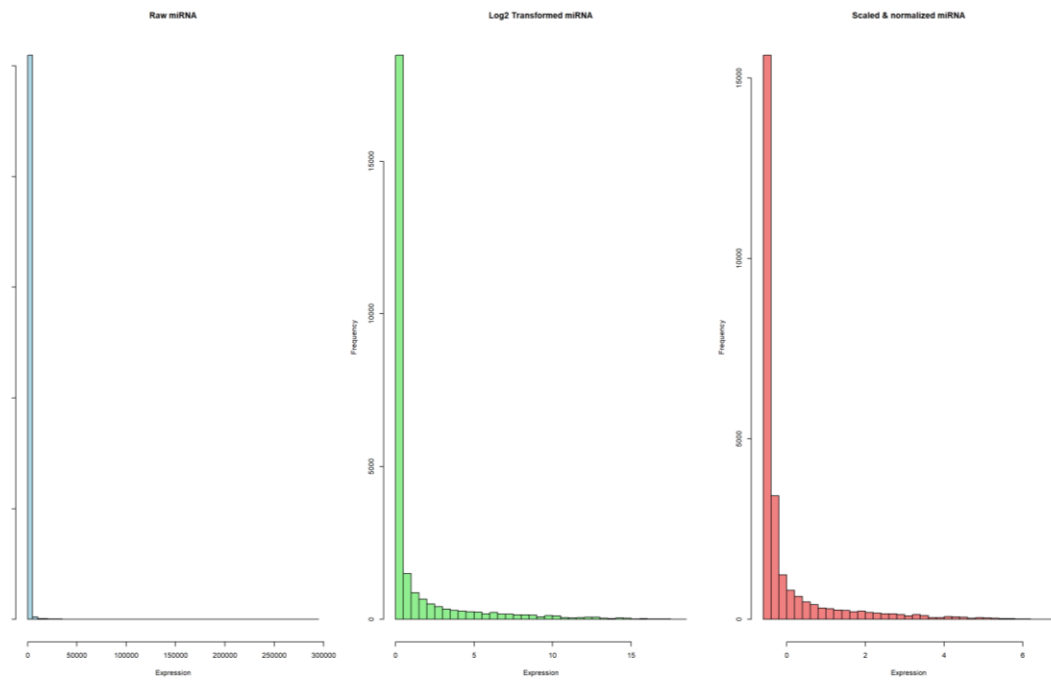 Raw miRNA
0
50000
100000
150000
200000
250000
300000
Expression
Log2 Transformed miRNA
Frequency
15000
10000
5000
0
0
5
10
15
Expression
Scaled & normalized miRNA
Frequency
15000
10000
5000
0
0
2
4
6
Expression